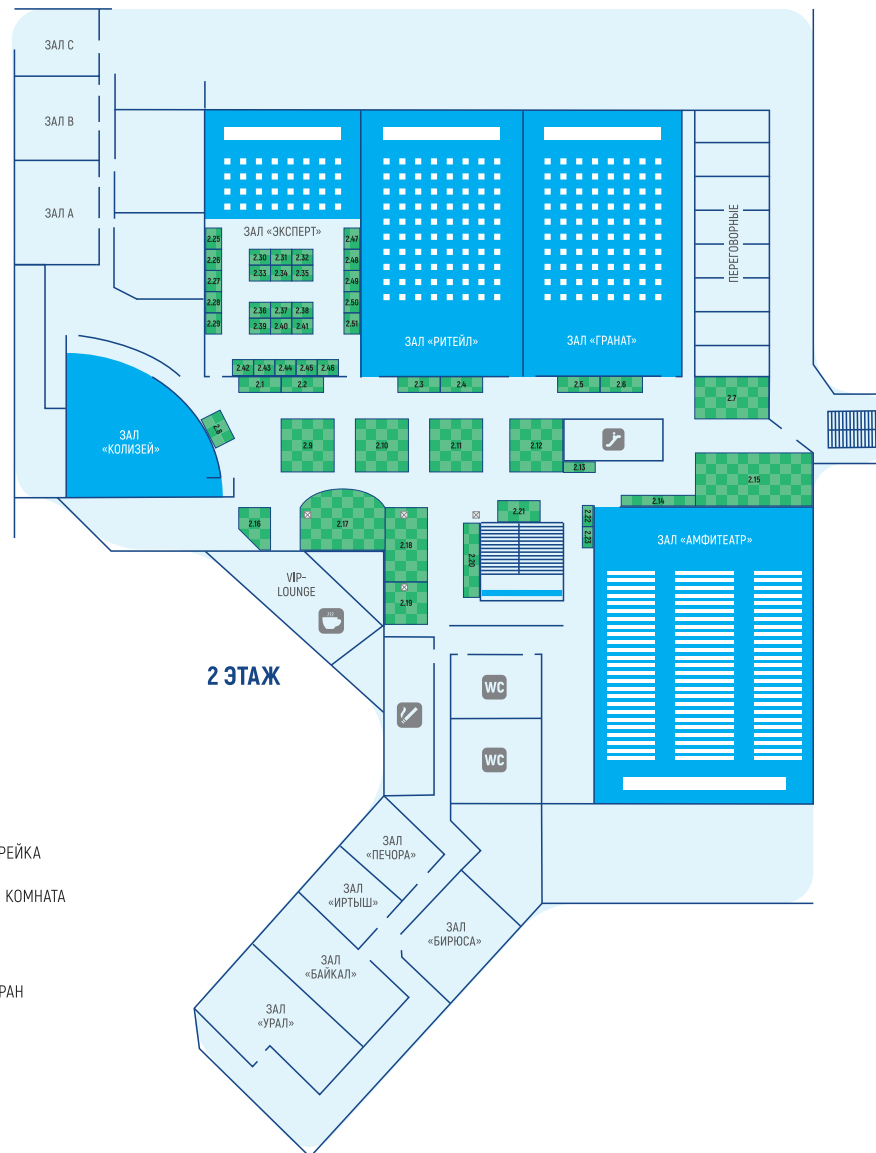 ЗАЛ С
ЗАЛ В
ЗАЛ А
ЗАЛ «ЭКСПЕРТ»
2.25
2.26
2.27
2.28
2.29
2.30 2.31 2.32
2.33 2.34 2.35
2.36 2.37 2.38
2.39 2.40 2.41
2.47
2.48
2.49
2.50
2.51
2.42 2.43 2.44 2.45 2.46
2.1 2.2
ЗАЛ «РИТЕЙЛ»
2.3 2.4
ЗАЛ «ГРАНАТ»
2.5 2.6
ПЕРЕГОВОРНЫЕ
2.7
ЗАЛ
«КОЛИЗЕЙ»
2.8
2.9
2.10
2.11
2.12
2.13
2.14
2.15
2.16
2.17
2.18
2.19
2.20
2.21
2.22
2.23
ЗАЛ «АМФИТЕАТР»
VIP-
LOUNGE
2 ЭТАЖ
WC
WC
ЗАЛ
«ПЕЧОРА»
ЗАЛ
«ИРТЫШ»
ЗАЛ
«БИРЮСА»
ЗАЛ
«БАЙКАЛ»
ЗАЛ
«УРАЛ»
РЕЙКА
КОМНАТА
РАН